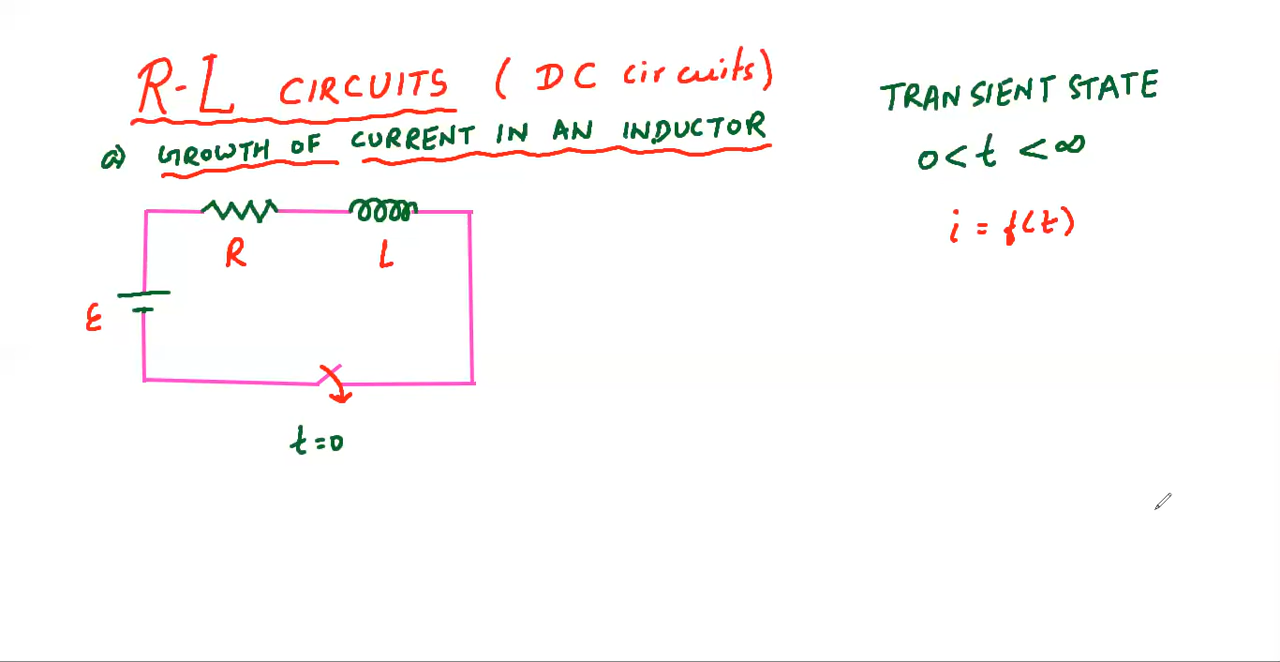 R-L CIRCUITS ( DC circuits)
a) GROWTH OF CURRENT IN AN INDUCTOR
R
L
ε
t=0
TRANSIENT STATE
0<t<∞
i = f(t)